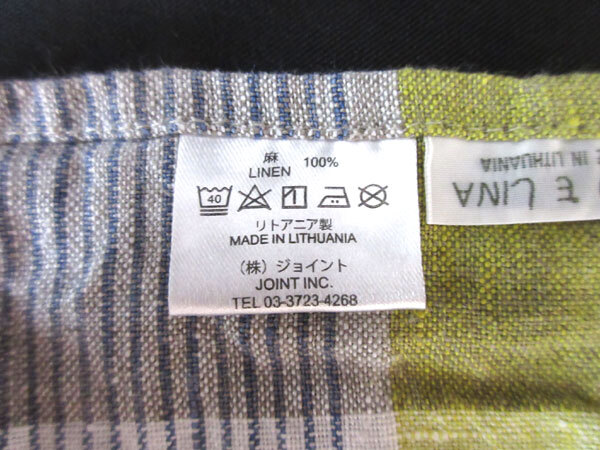 麻
LINEN 100%
40
リトアニア製
MADE IN LITHUANIA
(株)ジョイント
JOINT INC.
TEL 03-3723-4268
E LINA
IN LITHUANIA